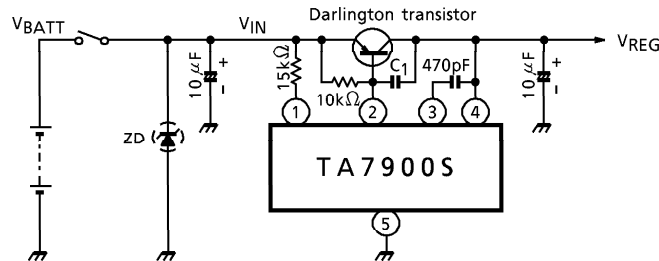 Darlington transistor
VBATT
VIN
VREG
10μF
+
-
15kΩ
10kΩ
C1
470pF
10μF
+
-
1
2
3
4
ZD
TA7900S
5